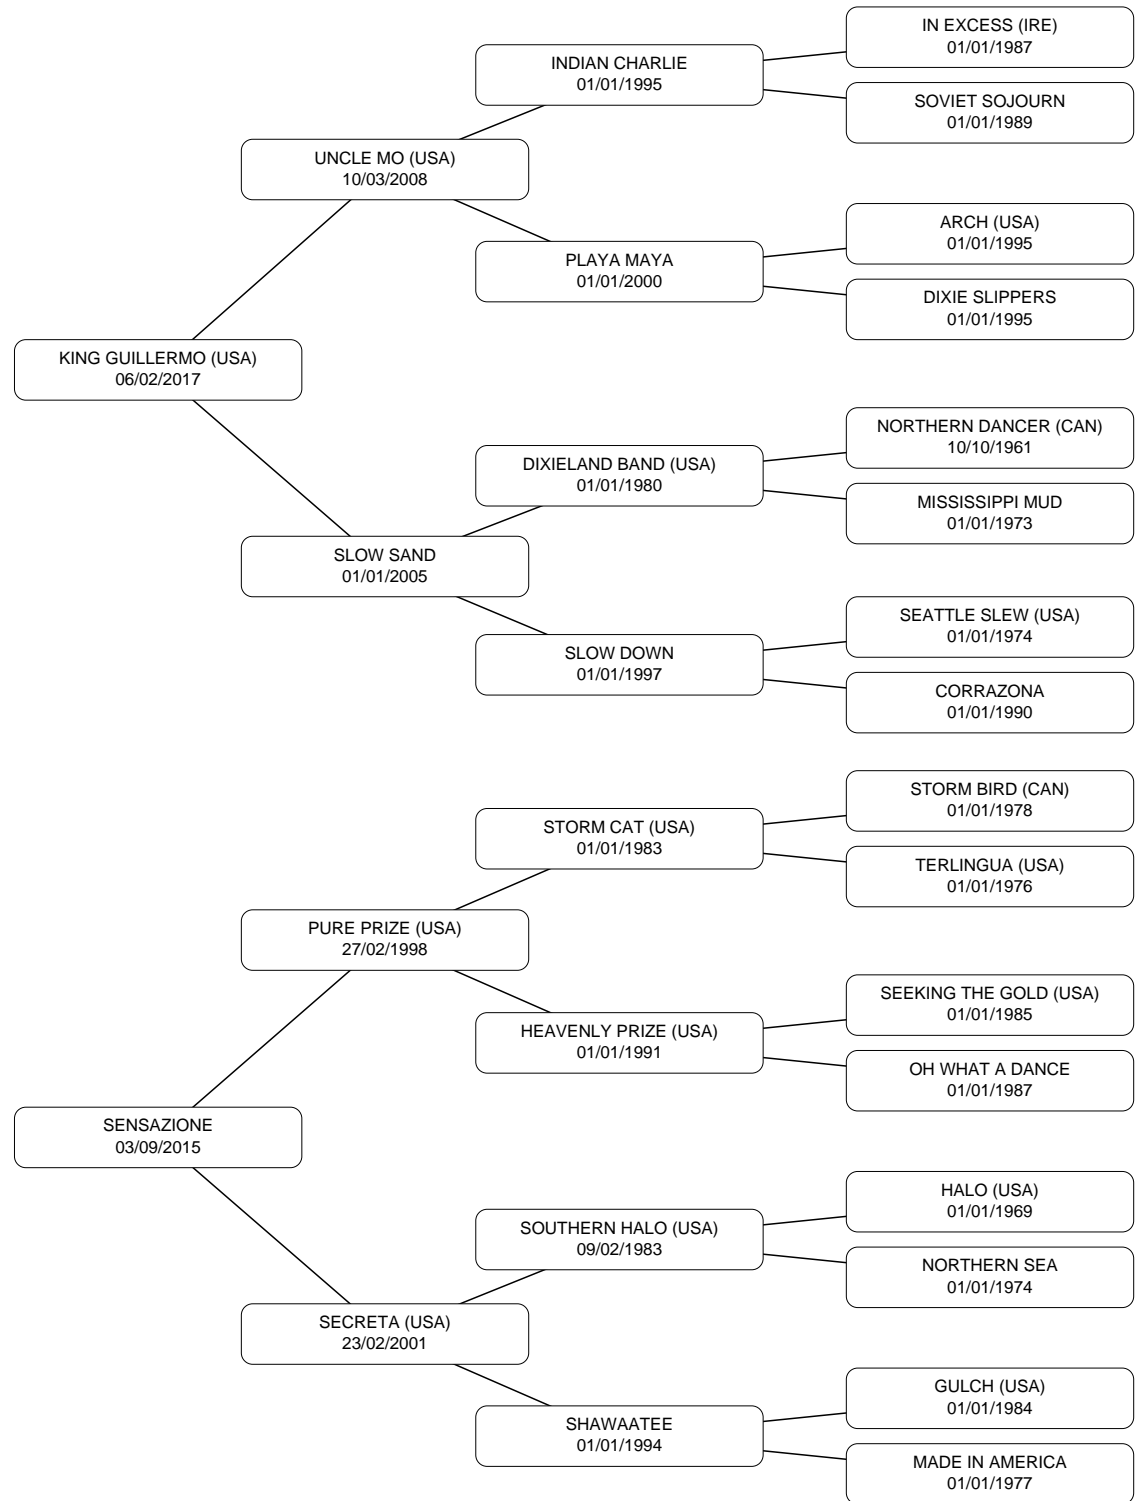 IN EXCESS (IRE)
01/01/1987
INDIAN CHARLIE
01/01/1995
SOVIET SOJOURN
01/01/1989
UNCLE MO (USA)
10/03/2008
ARCH (USA)
01/01/1995
PLAYA MAYA
01/01/2000
DIXIE SLIPPERS
01/01/1995
KING GUILLERMO (USA)
06/02/2017
NORTHERN DANCER (CAN)
10/10/1961
DIXIELAND BAND (USA)
01/01/1980
MISSISSIPPI MUD
01/01/1973
SLOW SAND
01/01/2005
SEATTLE SLEW (USA)
01/01/1974
SLOW DOWN
01/01/1997
CORRAZONA
01/01/1990
STORM BIRD (CAN)
01/01/1978
STORM CAT (USA)
01/01/1983
TERLINGUA (USA)
01/01/1976
PURE PRIZE (USA)
27/02/1998
SEEKING THE GOLD (USA)
01/01/1985
HEAVENLY PRIZE (USA)
01/01/1991
OH WHAT A DANCE
01/01/1987
SENSAZIONE
03/09/2015
HALO (USA)
01/01/1969
SOUTHERN HALO (USA)
09/02/1983
NORTHERN SEA
01/01/1974
SECRETA (USA)
23/02/2001
GULCH (USA)
01/01/1984
SHAWAATEE
01/01/1994
MADE IN AMERICA
01/01/1977